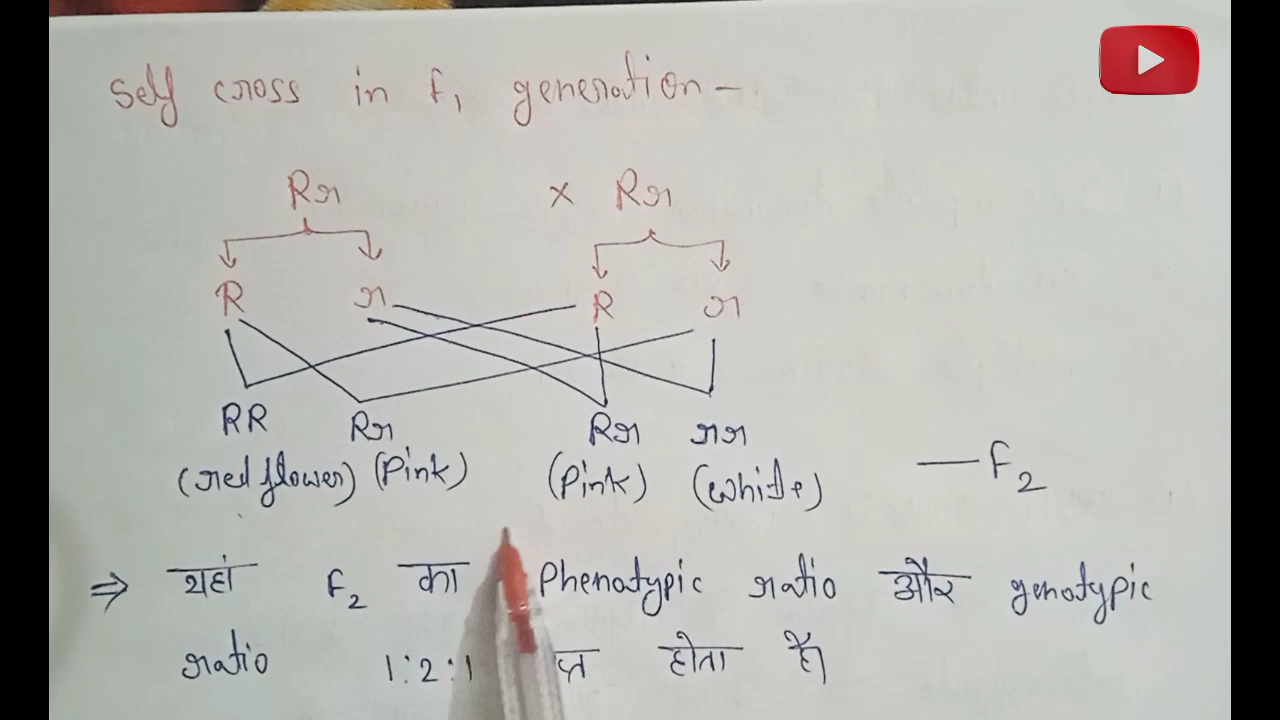 Self cross in F₁ generation -
Rr × Rr
R r R r
RR Rr Rr rr
(red flower) (Pink) (Pink) (white) — F₂
⇒ यहां F₂ का Phenotypic ratio और genotypic
ratio 1:2:1 होता है।